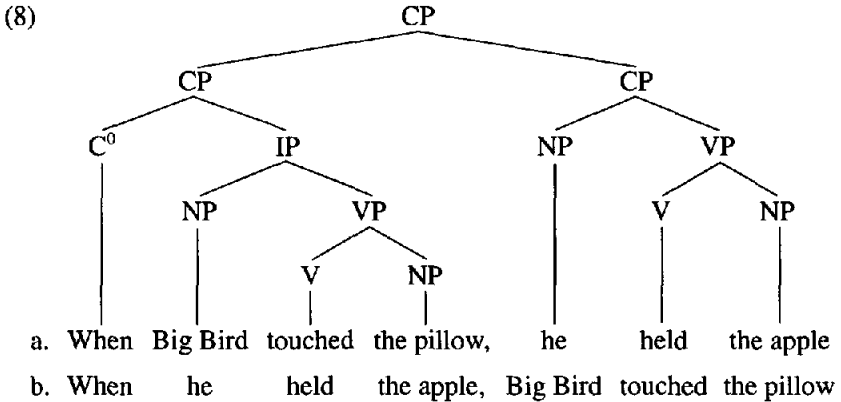 (8) CP
CP CP
C⁰ IP NP VP
NP VP V NP
V NP
a. When Big Bird touched the pillow, he held the apple
b. When he held the apple, Big Bird touched the pillow